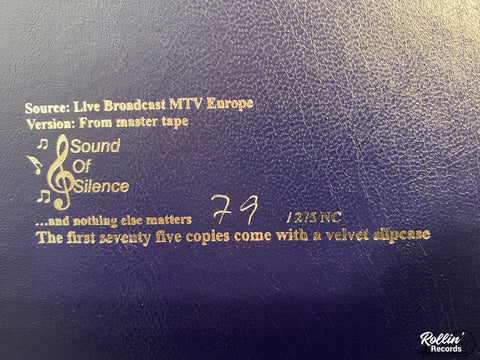 Source: Live Broadcast MTV Europe
Version: From master tape
Sound
Of
Silence
...and nothing else matters 79 1275 NC
The first seventy five copies come with a velvet slipcase
Rollin'
Records